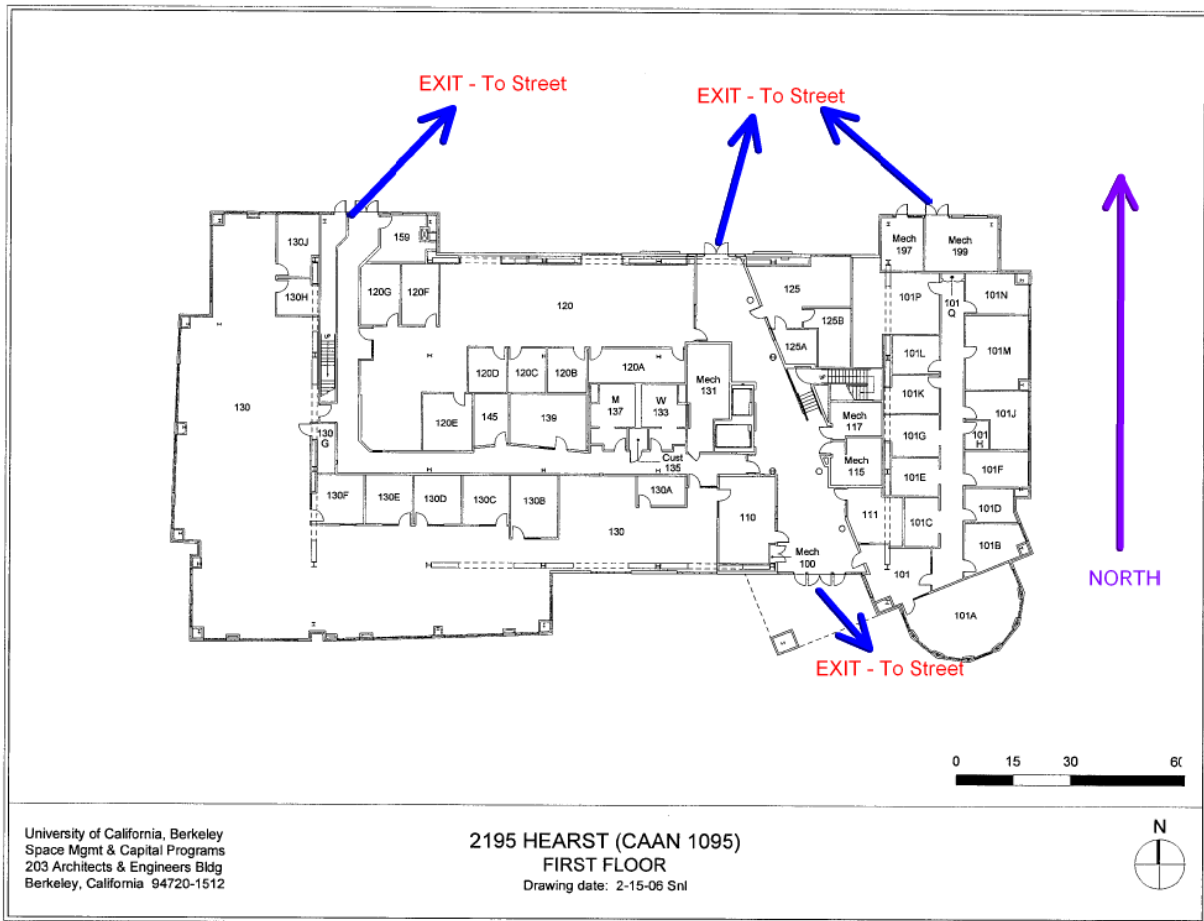 EXIT - To Street
EXIT - To Street
130J
159
Mech
197
Mech
199
130H
120G
120F
120
125
101P
101
Q
101N
125B
125A
101L
101M
130
120D
120C
120B
120A
Mech
131
101K
M
137
W
133
Mech
117
101J
120E
145
139
101G
101
H
130
G
Cust
135
Mech
115
101E
101F
130F
130E
130D
130C
130B
130A
110
111
101C
101D
130
101B
Mech
100
101
101A
NORTH
EXIT - To Street
0 15 30 60
University of California, Berkeley
Space Mgmt & Capital Programs
203 Architects & Engineers Bldg
Berkeley, California 94720-1512
2195 HEARST (CAAN 1095)
FIRST FLOOR
Drawing date: 2-15-06 Snl
N